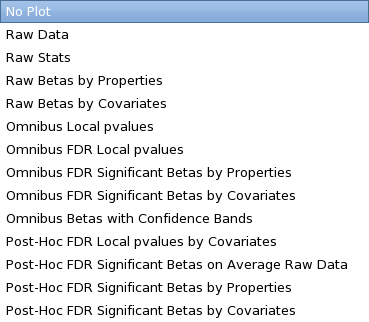 No Plot
Raw Data
Raw Stats
Raw Betas by Properties
Raw Betas by Covariates
Omnibus Local pvalues
Omnibus FDR Local pvalues
Omnibus FDR Significant Betas by Properties
Omnibus FDR Significant Betas by Covariates
Omnibus Betas with Confidence Bands
Post-Hoc FDR Local pvalues by Covariates
Post-Hoc FDR Significant Betas on Average Raw Data
Post-Hoc FDR Significant Betas by Properties
Post-Hoc FDR Significant Betas by Covariates